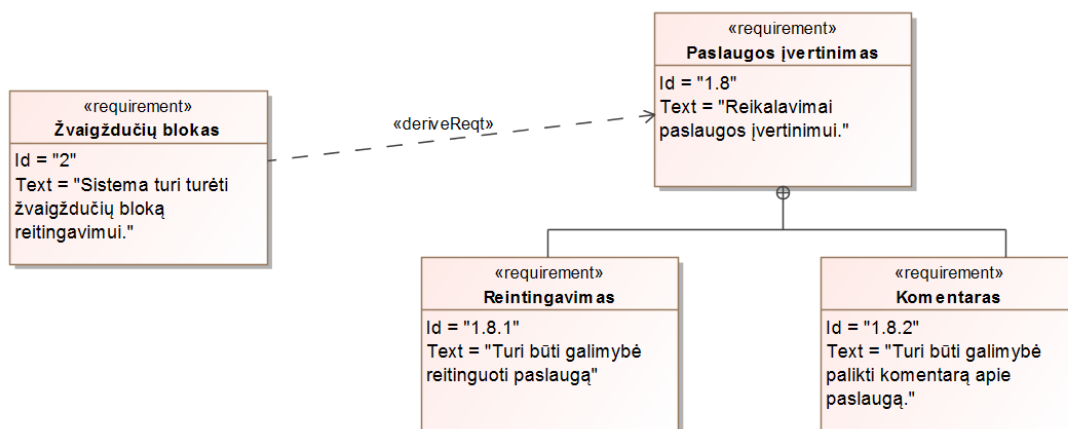 «requirement»
Paslaugos įvertinimas
Id = "1.8"
Text = "Reikalavimai
paslaugos įvertinimui."
«requirement»
Žvaigždučių blokas
Id = "2"
Text = "Sistema turi turėti
žvaigždučių bloką
reitingavimui."
«deriveReqt»
«requirement»
Reintingavimas
Id = "1.8.1"
Text = "Turi būti galimybė
reitinguoti paslaugą"
«requirement»
Komentaras
Id = "1.8.2"
Text = "Turi būti galimybė
palikti komentarą apie
paslaugą."